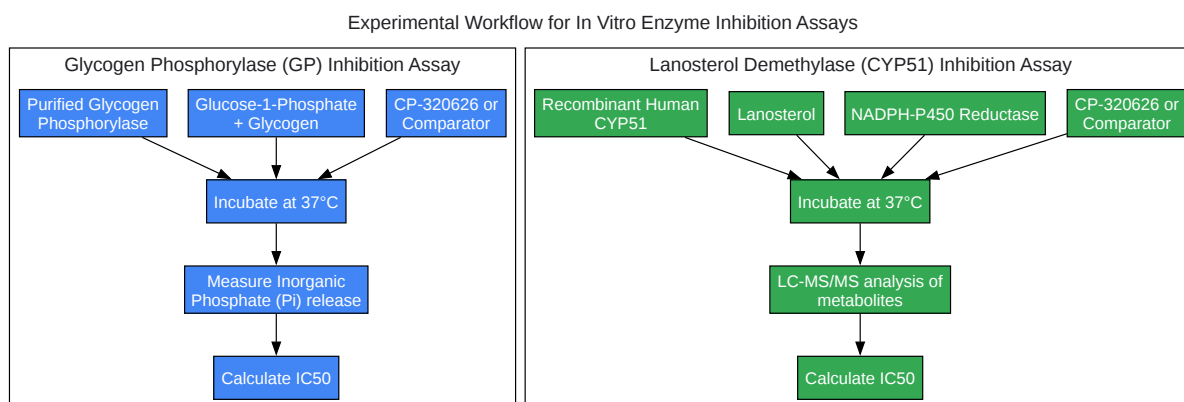 Experimental Workflow for In Vitro Enzyme Inhibition Assays
Glycogen Phosphorylase (GP) Inhibition Assay
Purified Glycogen
Phosphorylase
Glucose-1-Phosphate
+ Glycogen
CP-320626 or
Comparator
Incubate at 37°C
Measure Inorganic
Phosphate (Pi) release
Calculate IC50
Lanosterol Demethylase (CYP51) Inhibition Assay
Recombinant Human
CYP51
Lanosterol
NADPH-P450 Reductase
CP-320626 or
Comparator
Incubate at 37°C
LC-MS/MS analysis of
metabolites
Calculate IC50